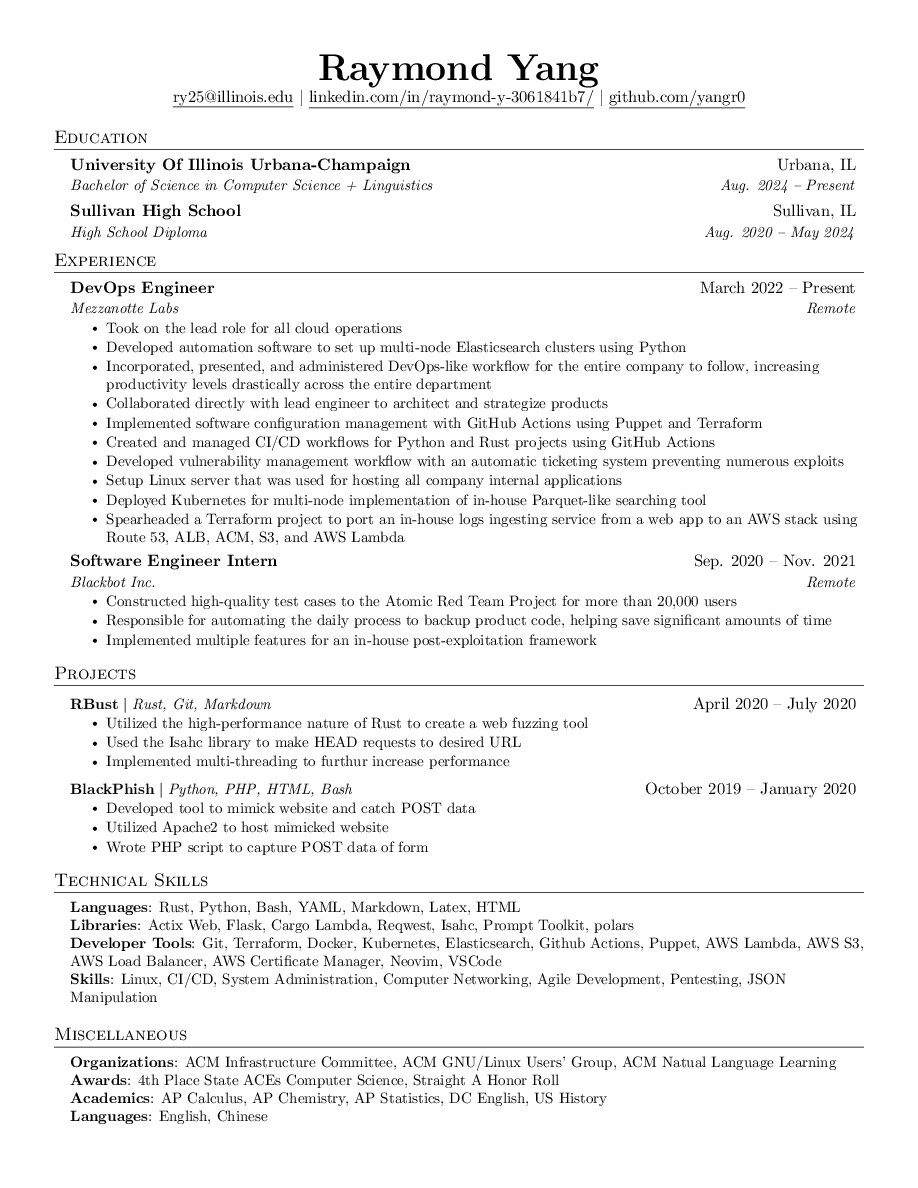 Raymond Yang
ry25@illinois.edu | linkedin.com/in/raymond-y-3061841b7/ | github.com/yangr0
Education
University Of Illinois Urbana-Champaign Urbana, IL
Bachelor of Science in Computer Science + Linguistics Aug. 2024 – Present
Sullivan High School Sullivan, IL
High School Diploma Aug. 2020 – May 2024
Experience
DevOps Engineer March 2022 – Present
Mezzanotte Labs Remote
• Took on the lead role for all cloud operations
• Developed automation software to set up multi-node Elasticsearch clusters using Python
• Incorporated, presented, and administered DevOps-like workflow for the entire company to follow, increasing
productivity levels drastically across the entire department
• Collaborated directly with lead engineer to architect and strategize products
• Implemented software configuration management with GitHub Actions using Puppet and Terraform
• Created and managed CI/CD workflows for Python and Rust projects using GitHub Actions
• Developed vulnerability management workflow with an automatic ticketing system preventing numerous exploits
• Setup Linux server that was used for hosting all company internal applications
• Deployed Kubernetes for multi-node implementation of in-house Parquet-like searching tool
• Spearheaded a Terraform project to port an in-house logs ingesting service from a web app to an AWS stack using
Route 53, ALB, ACM, S3, and AWS Lambda
Software Engineer Intern Sep. 2020 – Nov. 2021
Blackbot Inc. Remote
• Constructed high-quality test cases to the Atomic Red Team Project for more than 20,000 users
• Responsible for automating the daily process to backup product code, helping save significant amounts of time
• Implemented multiple features for an in-house post-exploitation framework
Projects
RBust | Rust, Git, Markdown April 2020 – July 2020
• Utilized the high-performance nature of Rust to create a web fuzzing tool
• Used the Isahc library to make HEAD requests to desired URL
• Implemented multi-threading to furthur increase performance
BlackPhish | Python, PHP, HTML, Bash October 2019 – January 2020
• Developed tool to mimick website and catch POST data
• Utilized Apache2 to host mimicked website
• Wrote PHP script to capture POST data of form
Technical Skills
Languages: Rust, Python, Bash, YAML, Markdown, Latex, HTML
Libraries: Actix Web, Flask, Cargo Lambda, Reqwest, Isahc, Prompt Toolkit, polars
Developer Tools: Git, Terraform, Docker, Kubernetes, Elasticsearch, Github Actions, Puppet, AWS Lambda, AWS S3,
AWS Load Balancer, AWS Certificate Manager, Neovim, VSCode
Skills: Linux, CI/CD, System Administration, Computer Networking, Agile Development, Pentesting, JSON
Manipulation
Miscellaneous
Organizations: ACM Infrastructure Committee, ACM GNU/Linux Users' Group, ACM Natual Language Learning
Awards: 4th Place State ACEs Computer Science, Straight A Honor Roll
Academics: AP Calculus, AP Chemistry, AP Statistics, DC English, US History
Languages: English, Chinese